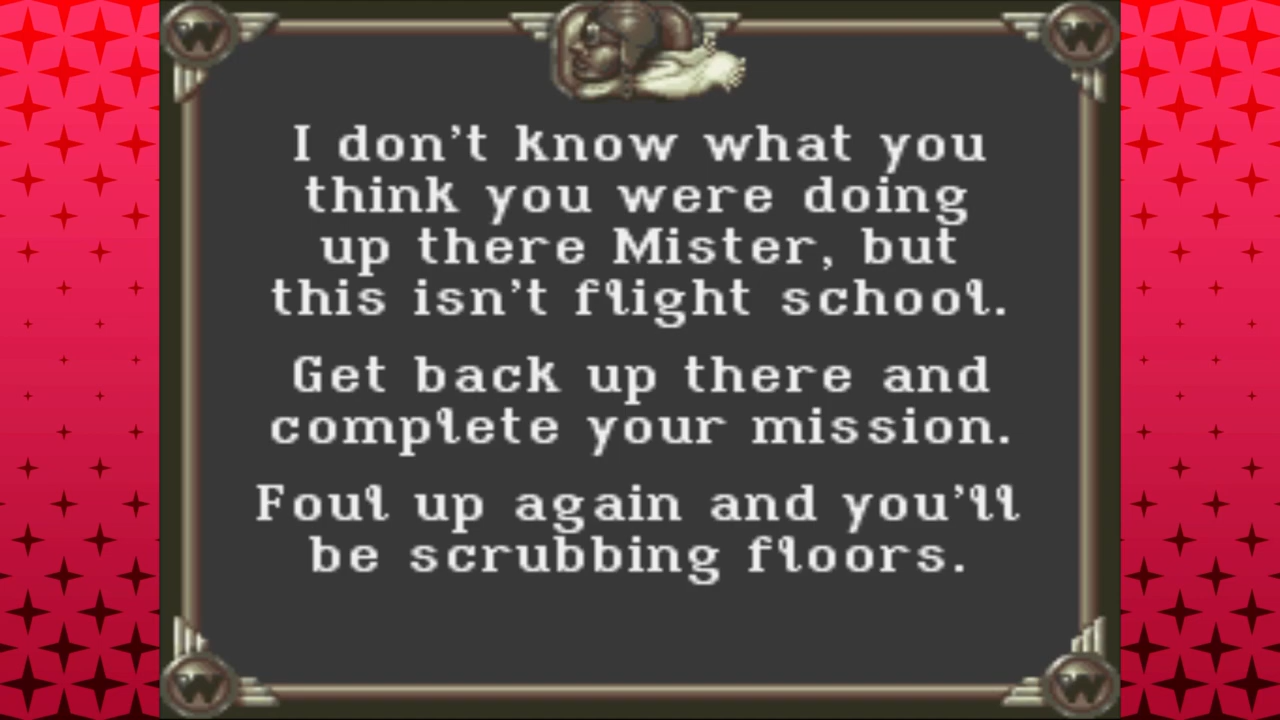 W
W
I don't know what you
think you were doing
up there Mister, but
this isn't flight school.
Get back up there and
complete your mission.
Foul up again and you'll
be scrubbing floors.
W
W